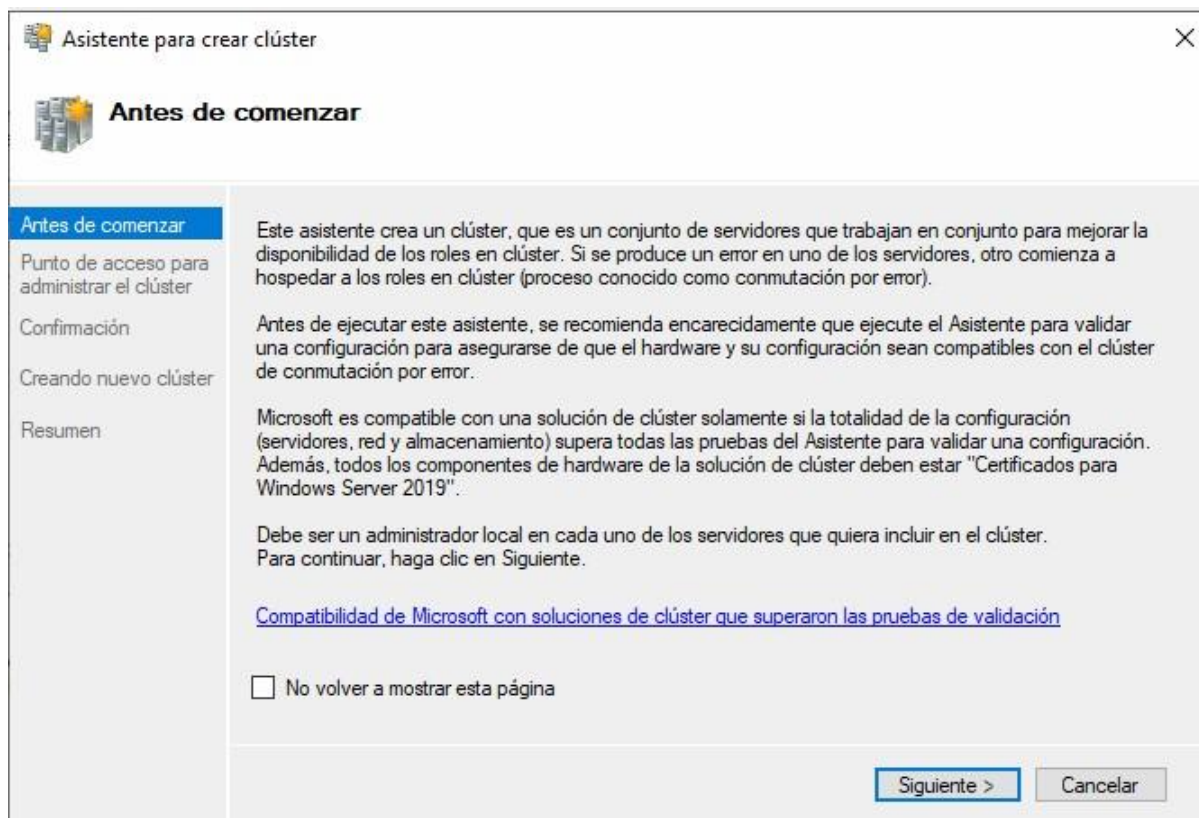 Asistente para crear clúster
Antes de comenzar
Antes de comenzar
Punto de acceso para
administrar el clúster
Confirmación
Creando nuevo clúster
Resumen
Este asistente crea un clúster, que es un conjunto de servidores que trabajan en conjunto para mejorar la
disponibilidad de los roles en clúster. Si se produce un error en uno de los servidores, otro comienza a
hospedar a los roles en clúster (proceso conocido como conmutación por error).
Antes de ejecutar este asistente, se recomienda encarecidamente que ejecute el Asistente para validar
una configuración para asegurarse de que el hardware y su configuración sean compatibles con el clúster
de conmutación por error.
Microsoft es compatible con una solución de clúster solamente si la totalidad de la configuración
(servidores, red y almacenamiento) supera todas las pruebas del Asistente para validar una configuración.
Además, todos los componentes de hardware de la solución de clúster deben estar "Certificados para
Windows Server 2019".
Debe ser un administrador local en cada uno de los servidores que quiera incluir en el clúster.
Para continuar, haga clic en Siguiente.
Compatibilidad de Microsoft con soluciones de clúster que superaron las pruebas de validación
No volver a mostrar esta página
Siguiente >
Cancelar